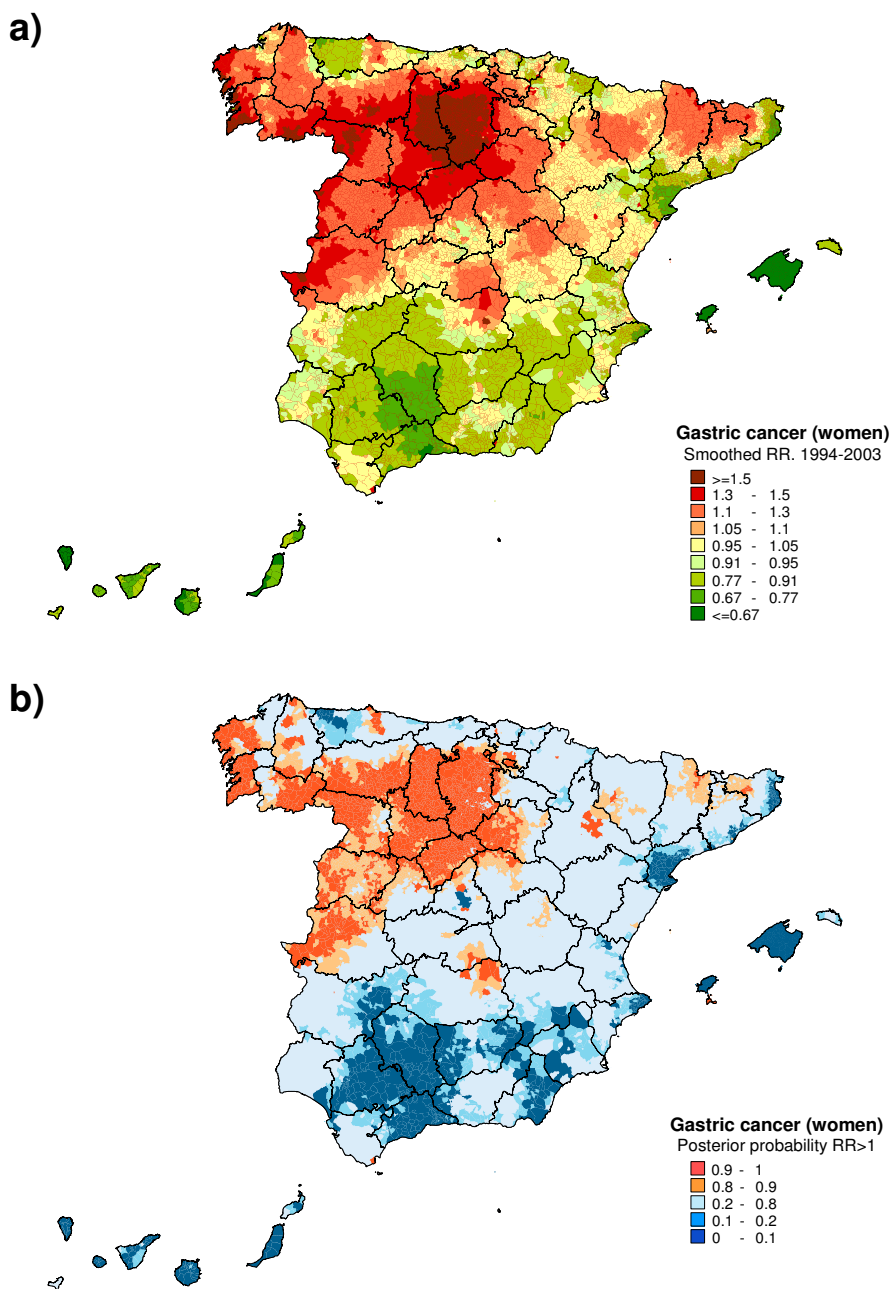 a)
Gastric cancer (women)
Smoothed RR. 1994-2003
>=1.5
1.3 - 1.5
1.1 - 1.3
1.05 - 1.1
0.95 - 1.05
0.91 - 0.95
0.77 - 0.91
0.67 - 0.77
<=0.67
b)
Gastric cancer (women)
Posterior probability RR>1
0.9 - 1
0.8 - 0.9
0.2 - 0.8
0.1 - 0.2
0 - 0.1